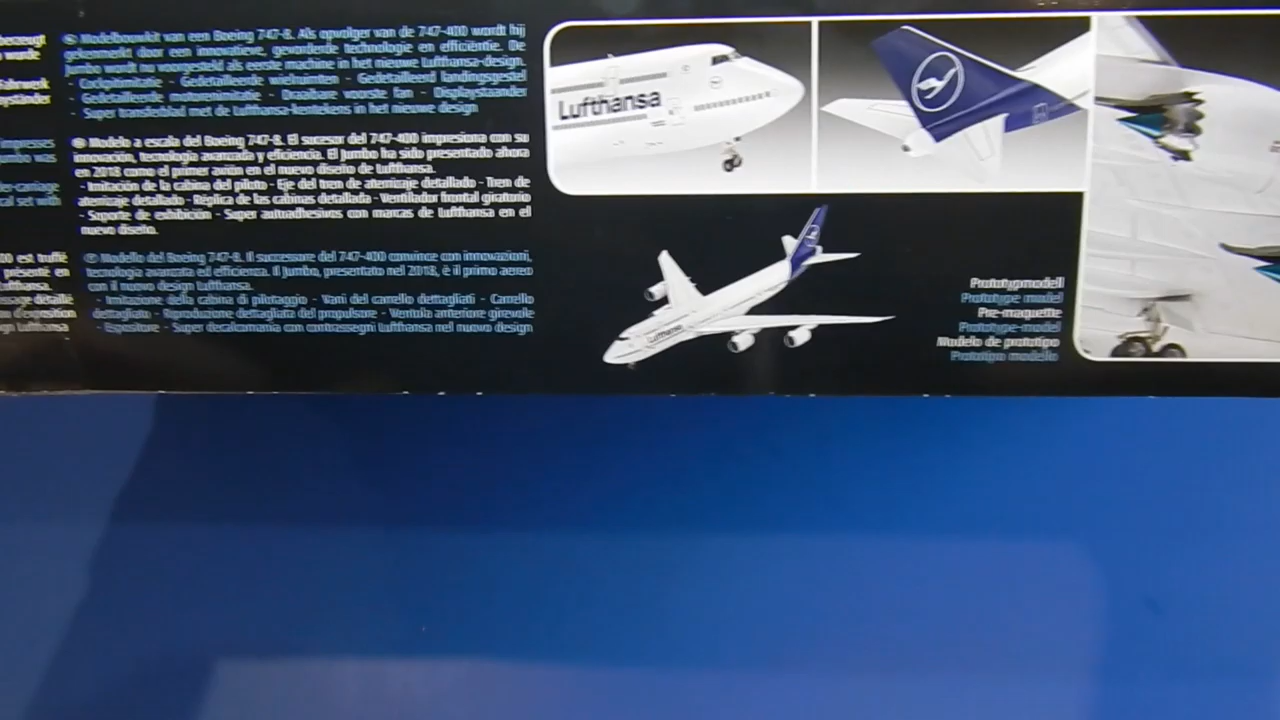 Modelbouwkit van een Boeing 747-8. Als opvolger van de 747-400 wordt hij
gekenmerkt door een innovatieve, gevorderde technologie en efficiëntie. De
jumbo wordt nu voorgesteld als eerste machine in het nieuwe Lufthansa-design.
- Cockpitimitatie - Gedetailleerde wielruimten - Gedetailleerd landingsgestel
- Gedetailleerde motorimitatie - Draaibare voorste fan - Displaystander
- Super transfedubel met de Lufthansa-kentekens in het nieuwe design
Modelo a escala del Boeing 747-8. El sucesor del 747-400 impresiona con su
innovación, tecnología avanzada y eficiencia. El Jumbo ha sido presentado ahora
en 2018 como el primer avión en el nuevo diseño de Lufthansa.
- Imitación de la cabina del piloto - Eje del tren de aterrizaje detallado - Tren de
aterrizaje detallado - Réplica de las cabinas detallada - Ventilador frontal giratorio
- Soporte de exhibición - Super autoadhesivos con marcas de Lufthansa en el
nuevo diseño.
Modello del Boeing 747-8. Il successore del 747-400 convince con innovazioni,
tecnologia avanzata ed efficienza. Il Jumbo, presentato nel 2018, è il primo aereo
con il nuovo design Lufthansa.
- Imitazione della cabina di pilotaggio - Vani del carrello dettagliati - Carrello
dettagliato - Riproduzione dettagliata del propulsore - Ventola anteriore girevole
- Espositore - Super decalcomania con contrassegni Lufthansa nel nuovo design
Lufthansa
Lufthansa
Prototypmodell
Prototype model
Pre-maquette
Prototype-model
Modelo de prototipo
Prototipo modello